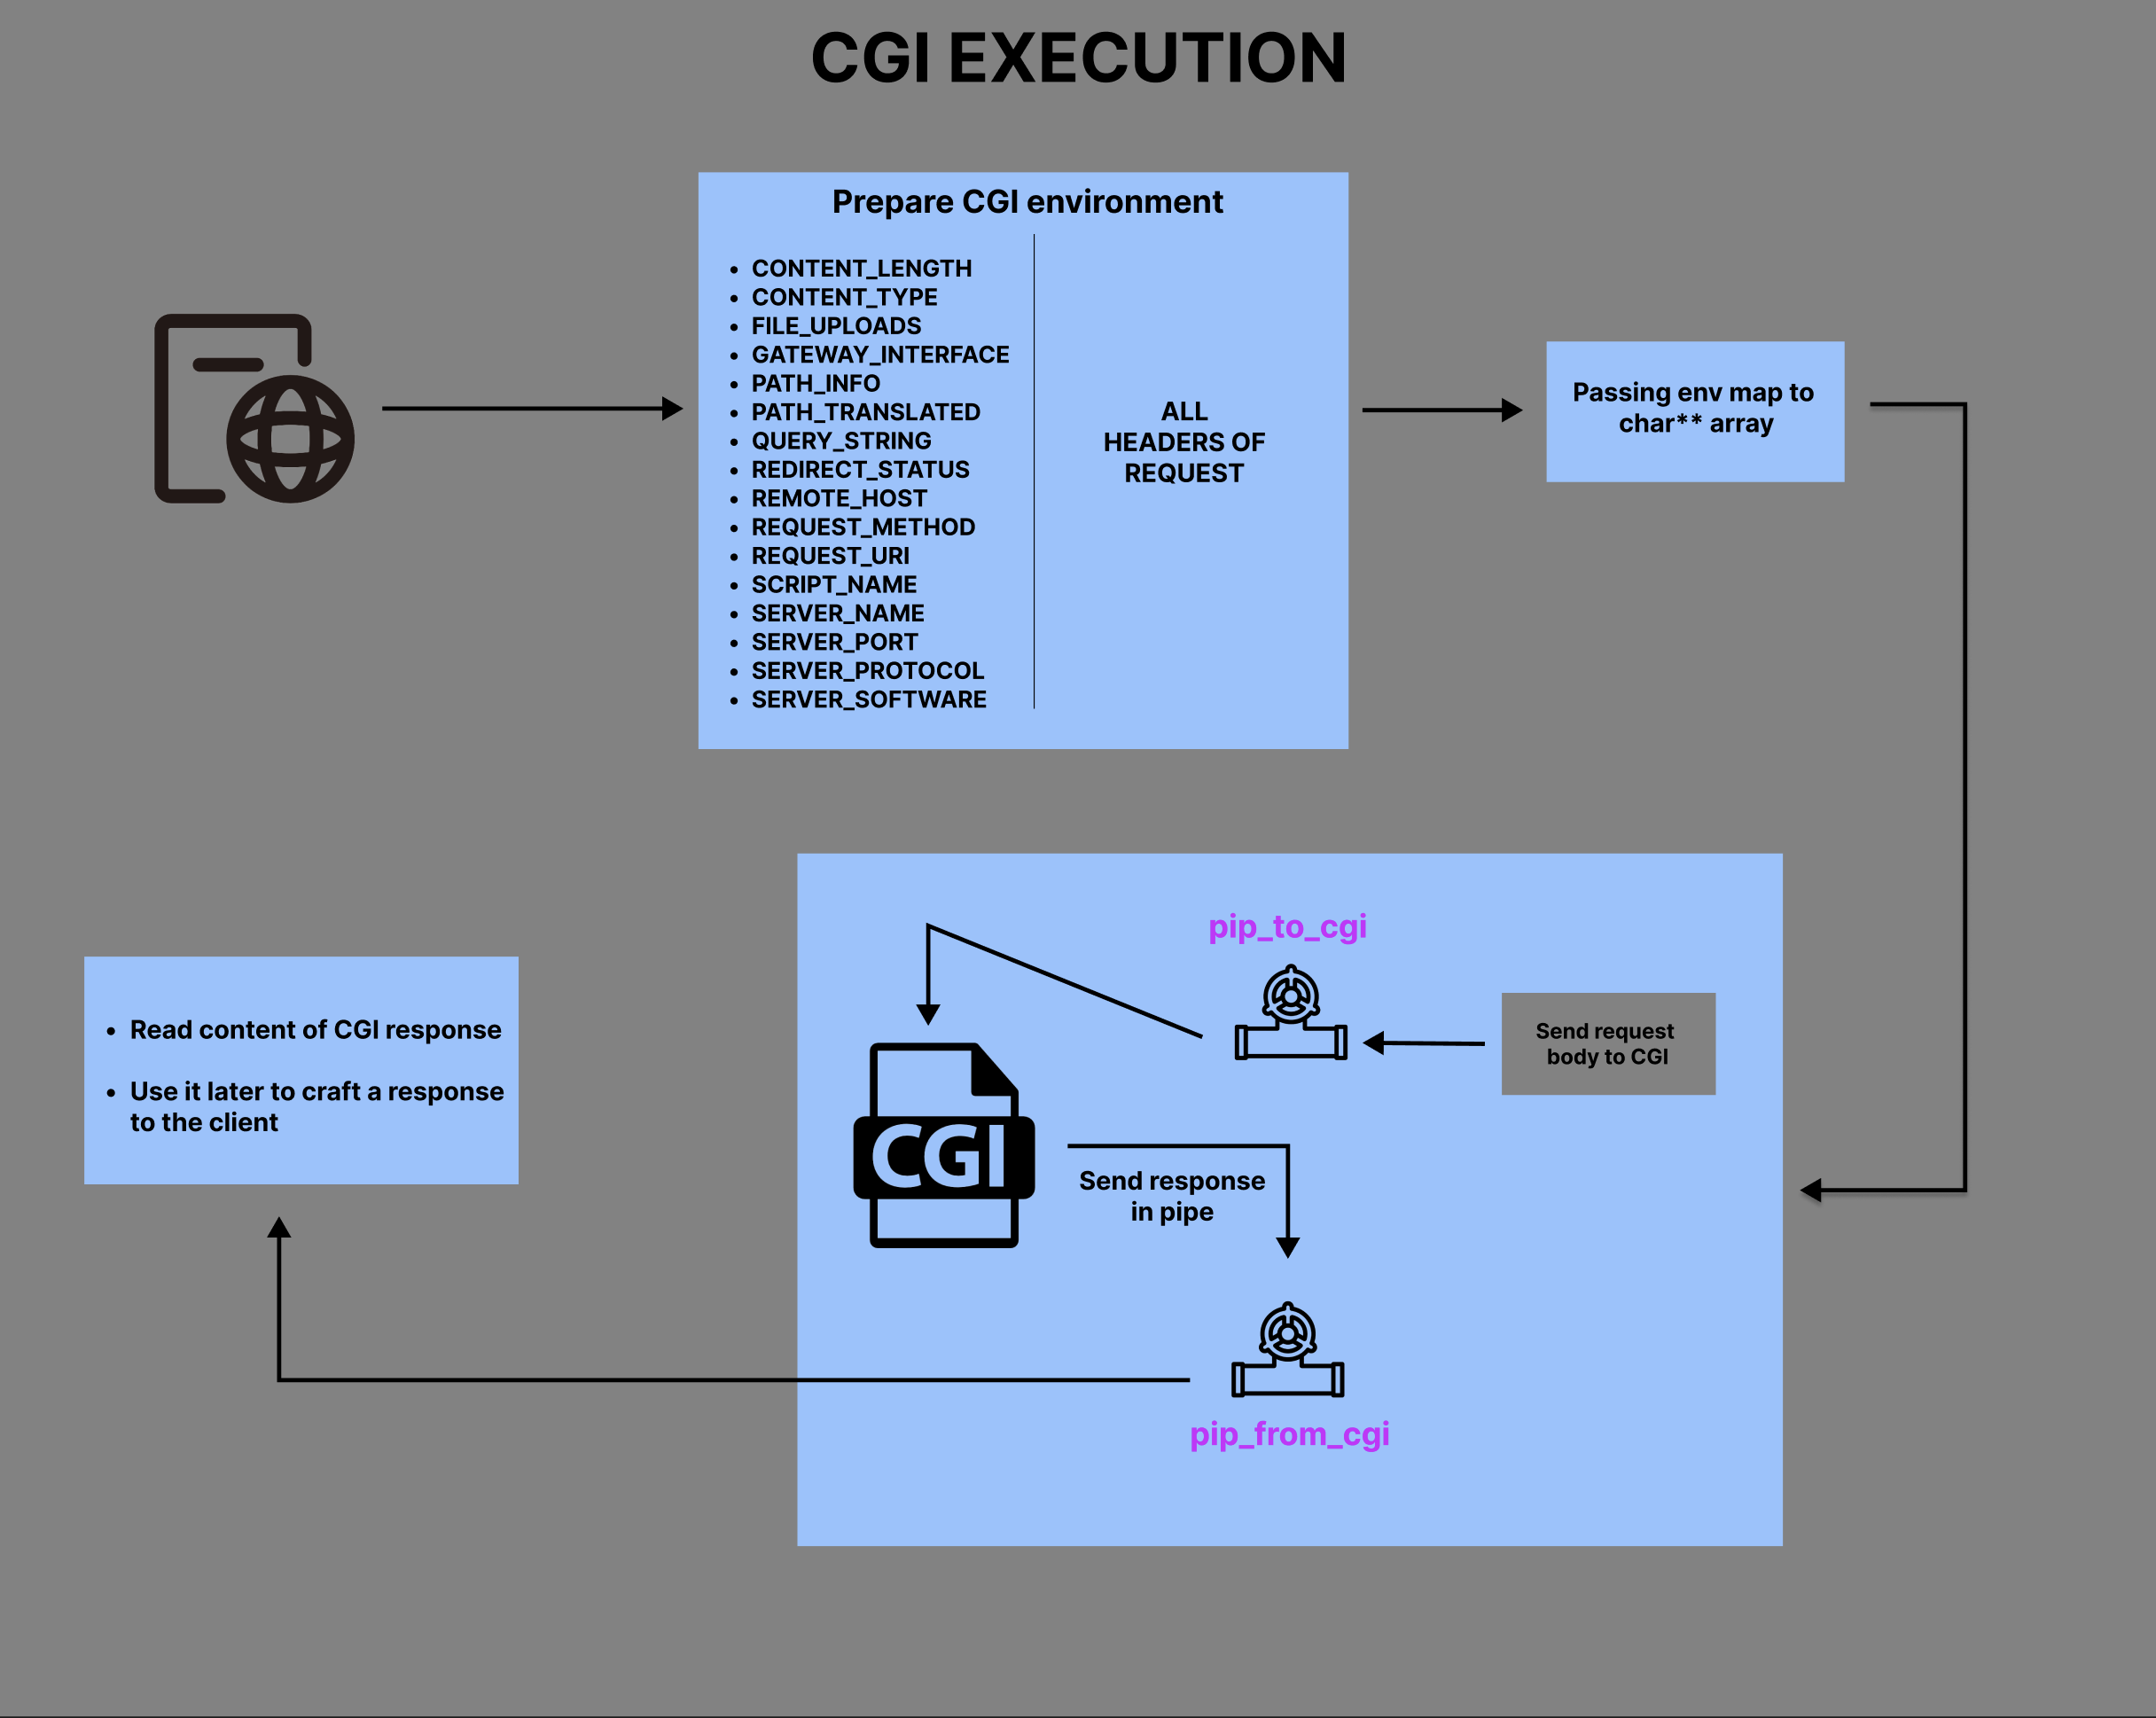 CGI EXECUTION
Prepare CGI environment
• CONTENT_LENGTH
• CONTENT_TYPE
• FILE_UPLOADS
• GATEWAY_INTERFACE
• PATH_INFO
• PATH_TRANSLATED
• QUERY_STRING
• REDIRECT_STATUS
• REMOTE_HOST
• REQUEST_METHOD
• REQUEST_URI
• SCRIPT_NAME
• SERVER_NAME
• SERVER_PORT
• SERVER_PROTOCOL
• SERVER_SOFTWARE
ALL
HEADERS OF
REQUEST
Passing env map to
char** array
pip_to_cgi
Send request
body to CGI
CGI
Send response
in pipe
pip_from_cgi
• Read content of CGI response
• Use it later to craft a response
to the client